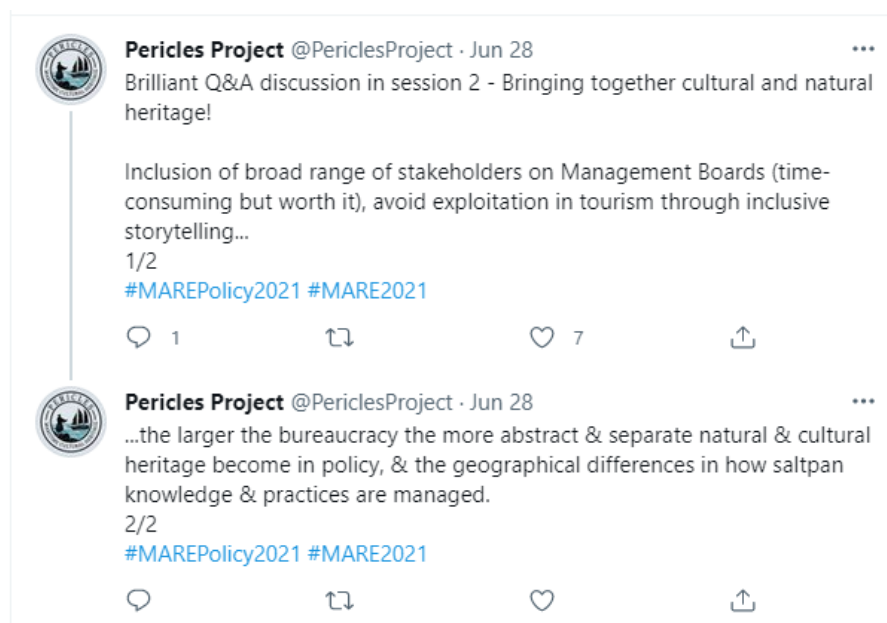 Pericles Project @PericlesProject · Jun 28
Brilliant Q&A discussion in session 2 - Bringing together cultural and natural
heritage!
Inclusion of broad range of stakeholders on Management Boards (time-
consuming but worth it), avoid exploitation in tourism through inclusive
storytelling...
1/2
#MAREPolicy2021 #MARE2021
1 7
Pericles Project @PericlesProject · Jun 28
...the larger the bureaucracy the more abstract & separate natural & cultural
heritage become in policy, & the geographical differences in how saltpan
knowledge & practices are managed.
2/2
#MAREPolicy2021 #MARE2021